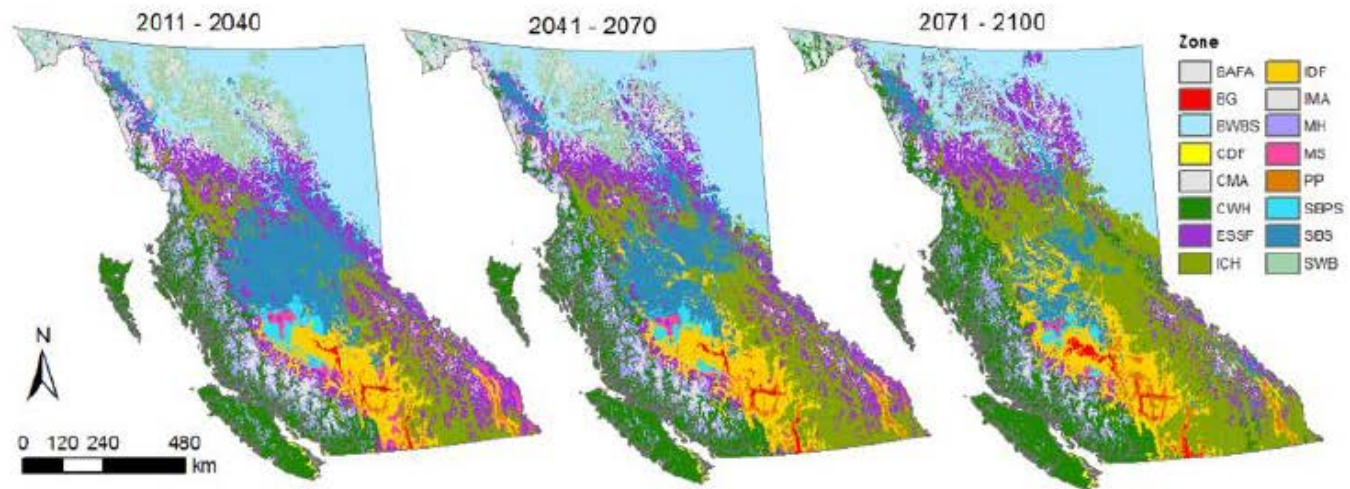 2011 - 2040
2041 - 2070
2071 - 2100
Zone
BAFA
BG
BWBS
CDF
CMA
CWH
ESSF
ICH
IDF
IMA
MH
MS
PP
SBPS
SBS
SWB
N
0 120 240 480
km